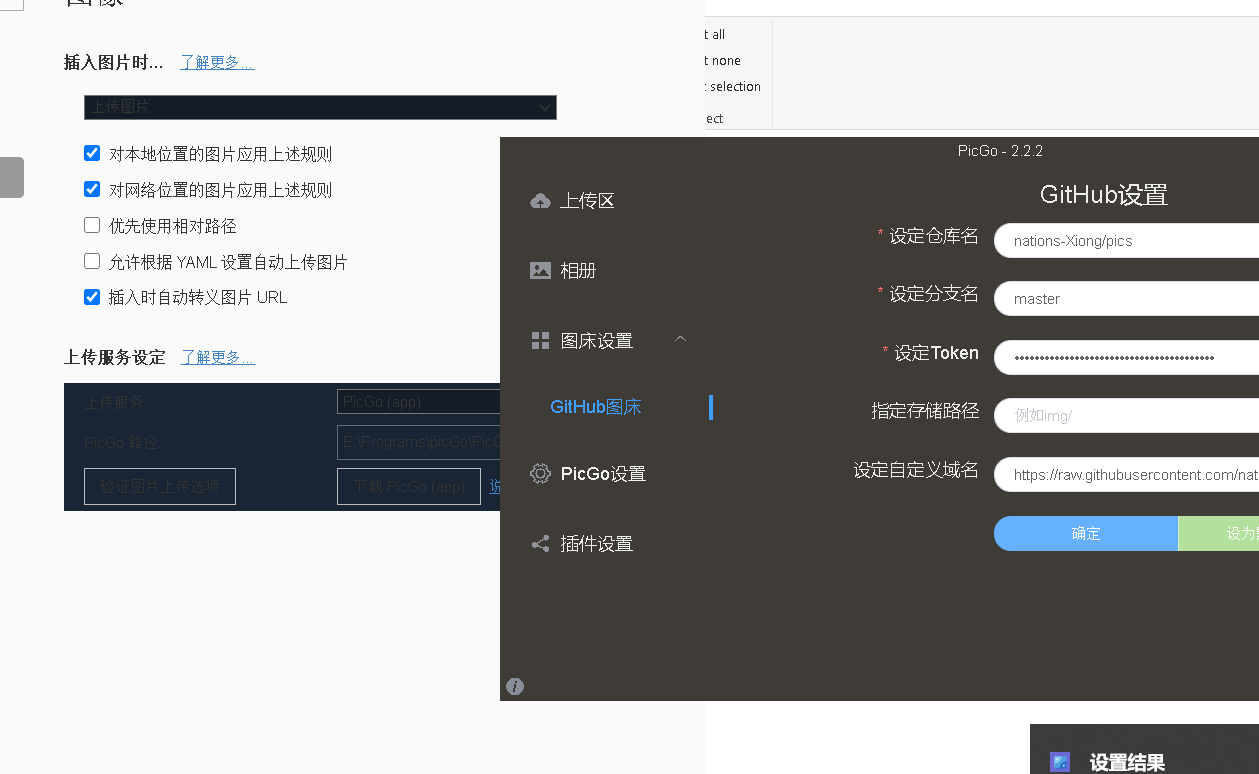 图像
插入图片时... 了解更多...
上传图片
对本地位置的图片应用上述规则
对网络位置的图片应用上述规则
优先使用相对路径
允许根据 YAML 设置自动上传图片
插入时自动转义图片 URL
上传服务设定 了解更多...
上传服务 PicGo (app)
PicGo 路径 E:\Programs\picGo\PicG
验证图片上传选项 下载 PicGo (app) 说
t all
t none
selection
ect
PicGo - 2.2.2
上传区
相册
图床设置
GitHub图床
PicGo设置
插件设置
GitHub设置
* 设定仓库名 nations-Xiong/pics
* 设定分支名 master
* 设定Token ••••••••••••••••••••••••••••••••••••••••
指定存储路径 例如img/
设定自定义域名 https://raw.githubusercontent.com/nat
确定 设为
设置结果